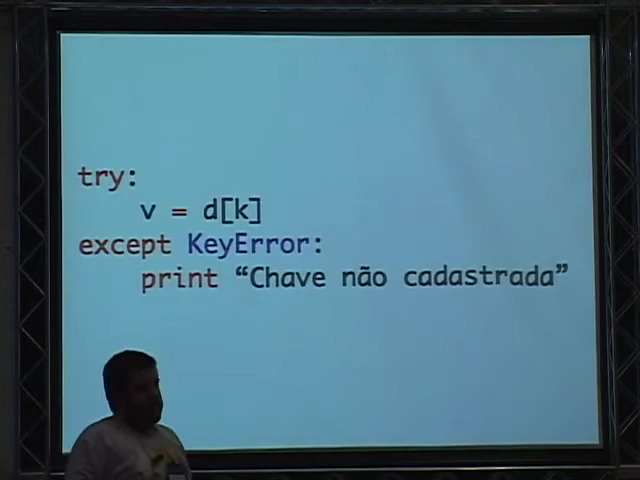 try:
    v = d[k]
except KeyError:
    print “Chave não cadastrada”